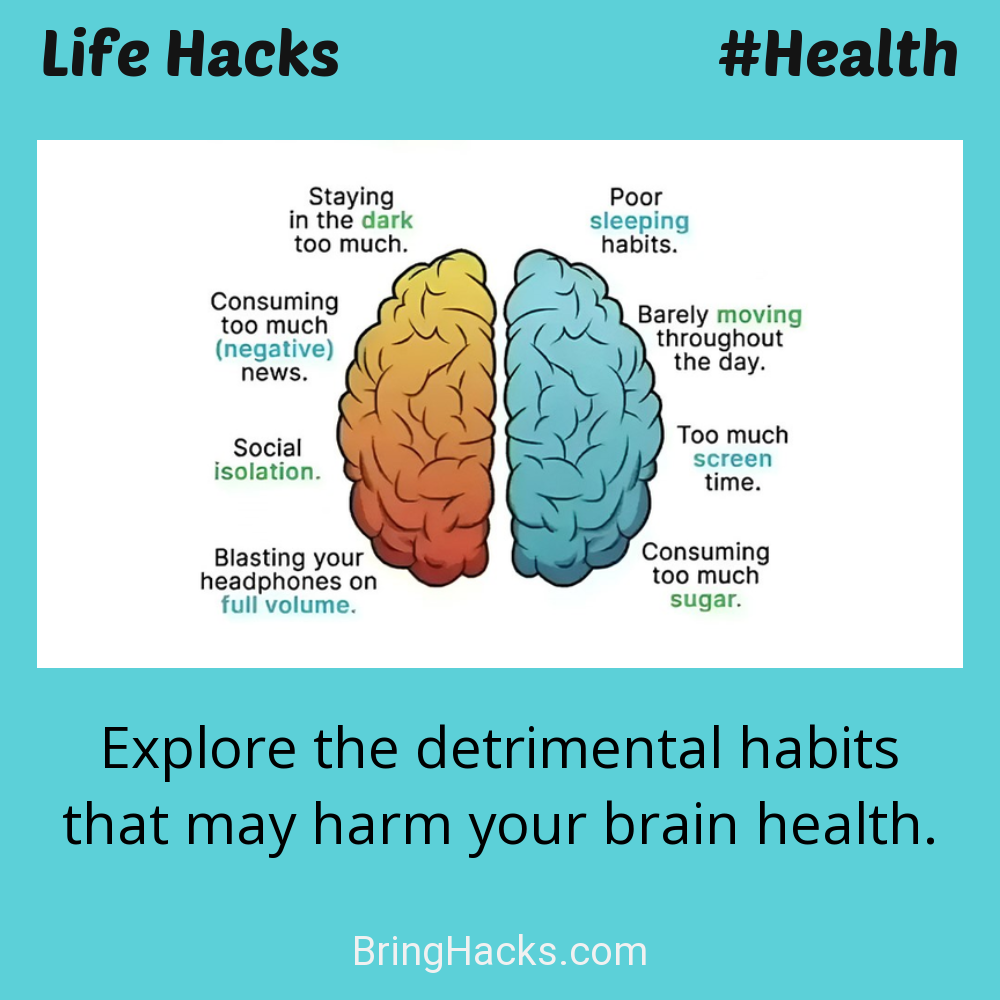 Life Hacks
#Health
Staying
in the dark
too much.
Consuming
too much
(negative)
news.
Social
isolation.
Blasting your
headphones on
full volume.
Poor
sleeping
habits.
Barely moving
throughout
the day.
Too much
screen
time.
Consuming
too much
sugar.
Explore the detrimental habits
that may harm your brain health.
BringHacks.com